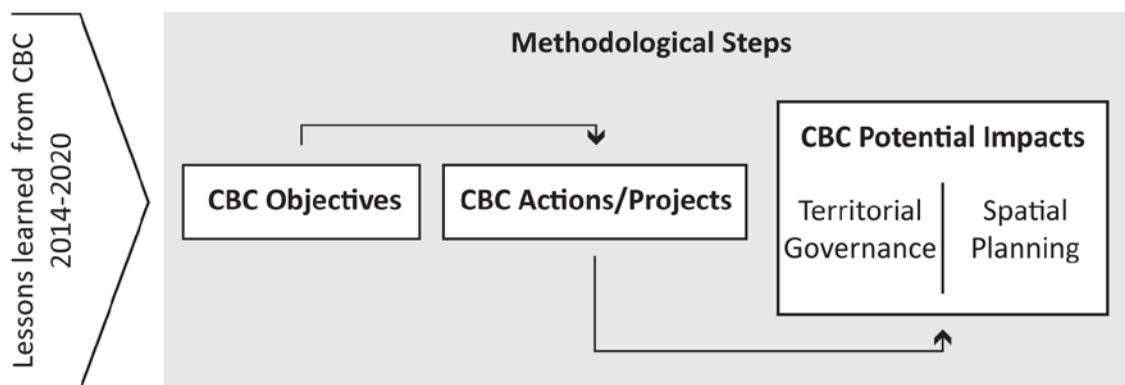 Lessons learned from CBC
2014-2020
Methodological Steps
CBC Objectives
CBC Actions/Projects
CBC Potential Impacts
Territorial
Governance
Spatial
Planning